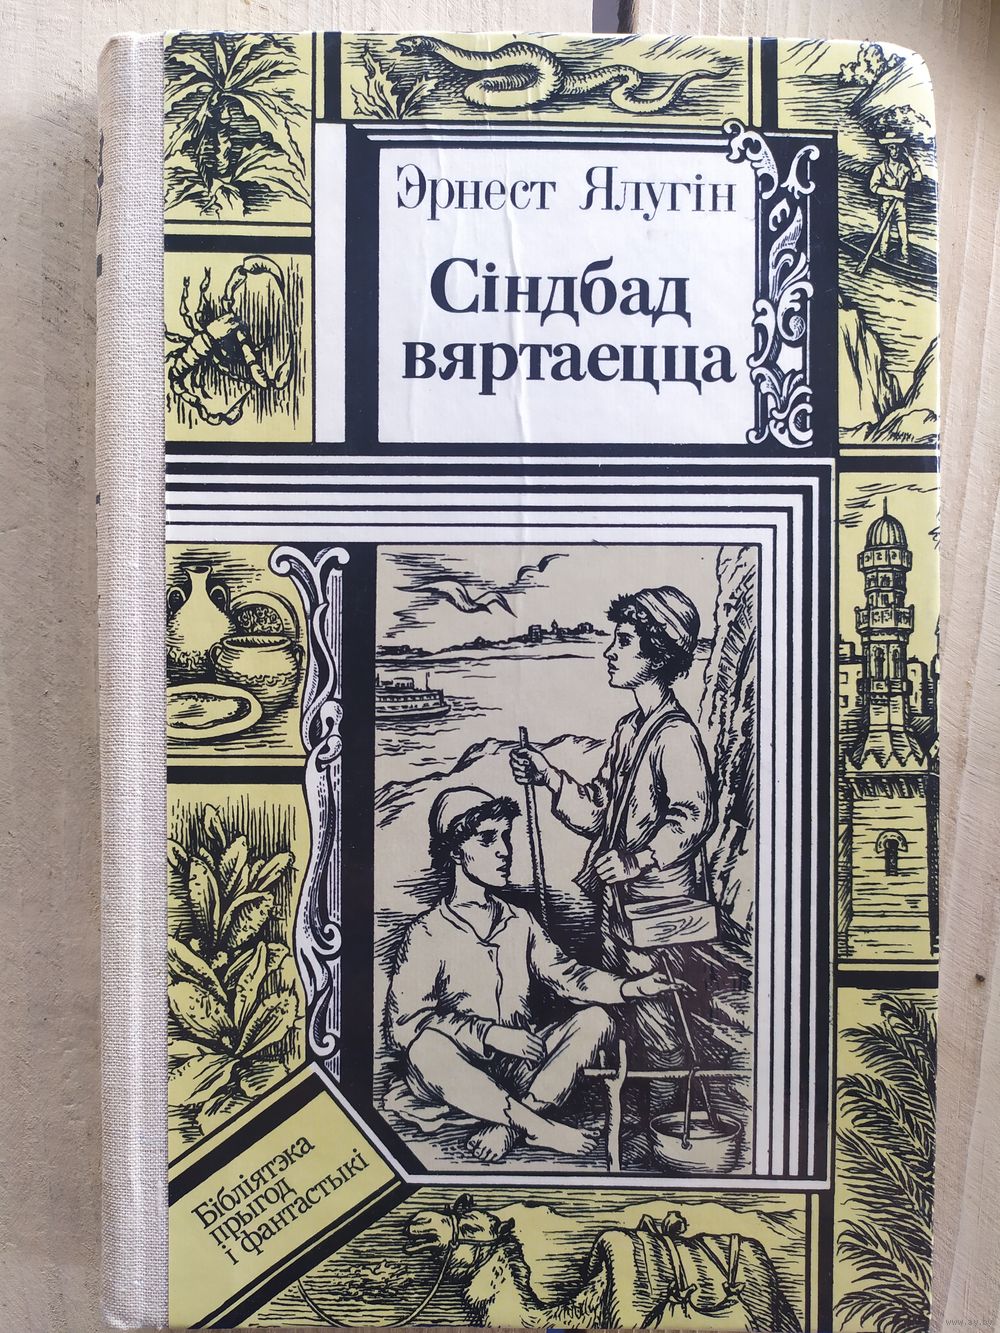 Эрнест Ялугін
Сіндбад
вяртаецца
Бібліятэка
прыгод
і фантастыкі